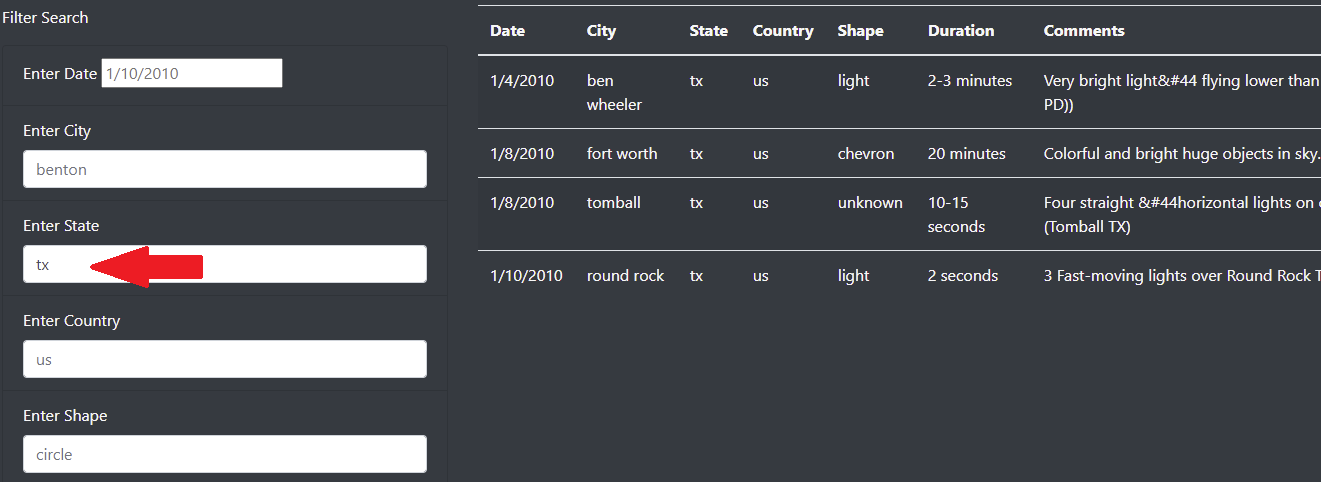 Filter Search
Enter Date 1/10/2010
Enter City
benton
Enter State
tx
Enter Country
us
Enter Shape
circle
Date City State Country Shape Duration Comments
1/4/2010 ben tx us light 2-3 minutes Very bright light&#44 flying lower than
wheeler PD))
1/8/2010 fort worth tx us chevron 20 minutes Colorful and bright huge objects in sky.
1/8/2010 tomball tx us unknown 10-15 Four straight &#44horizontal lights on
seconds (Tomball TX)
1/10/2010 round rock tx us light 2 seconds 3 Fast-moving lights over Round Rock